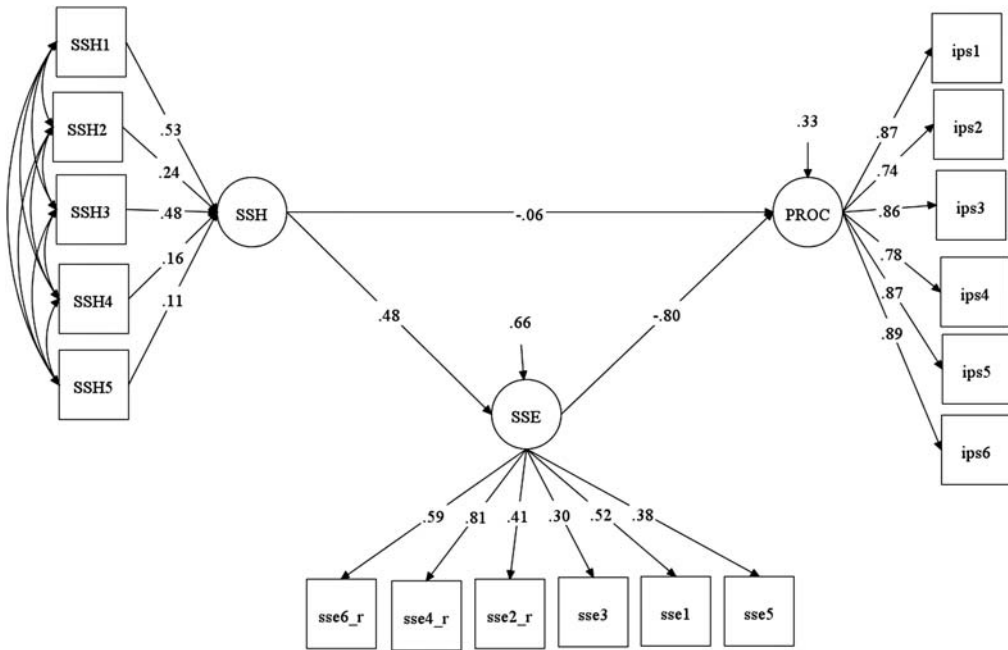 SSH1
SSH2
SSH3
SSH4
SSH5
.53
.24
.48
.16
.11
SSH
-.06
.48
-.80
.33
PROC
.66
SSE
.87
.74
.86
.78
.87
.89
ips1
ips2
ips3
ips4
ips5
ips6
.59
.81
.41
.30
.52
.38
sse6_r
sse4_r
sse2_r
sse3
sse1
sse5